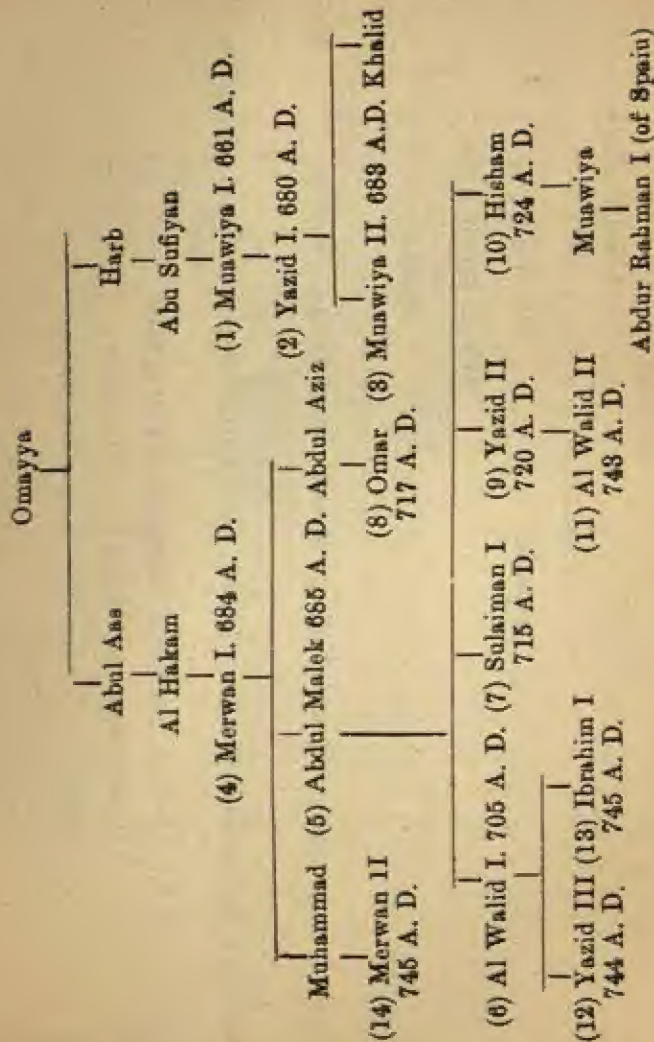 Omayya
Abul Aas Harb
Al Hakam Abu Sufiyan
(4) Merwan I. 684 A. D. (1) Muawiya I. 661 A. D.
(2) Yazid I. 680 A. D.
Muhammad (5) Abdul Malek 685 A. D. Abdul Aziz
(3) Muawiya II. 683 A.D. Khalid
(14) Merwan II (8) Omar
745 A. D. 717 A. D.
(6) Al Walid I. 705 A. D. (7) Sulaiman I (9) Yazid II (10) Hisham
715 A. D. 720 A. D. 724 A. D.
(12) Yazid III (13) Ibrahim I (11) Al Walid II Muawiya
744 A. D. 745 A. D. 743 A. D.
Abdur Rahman I (of Spaiu)